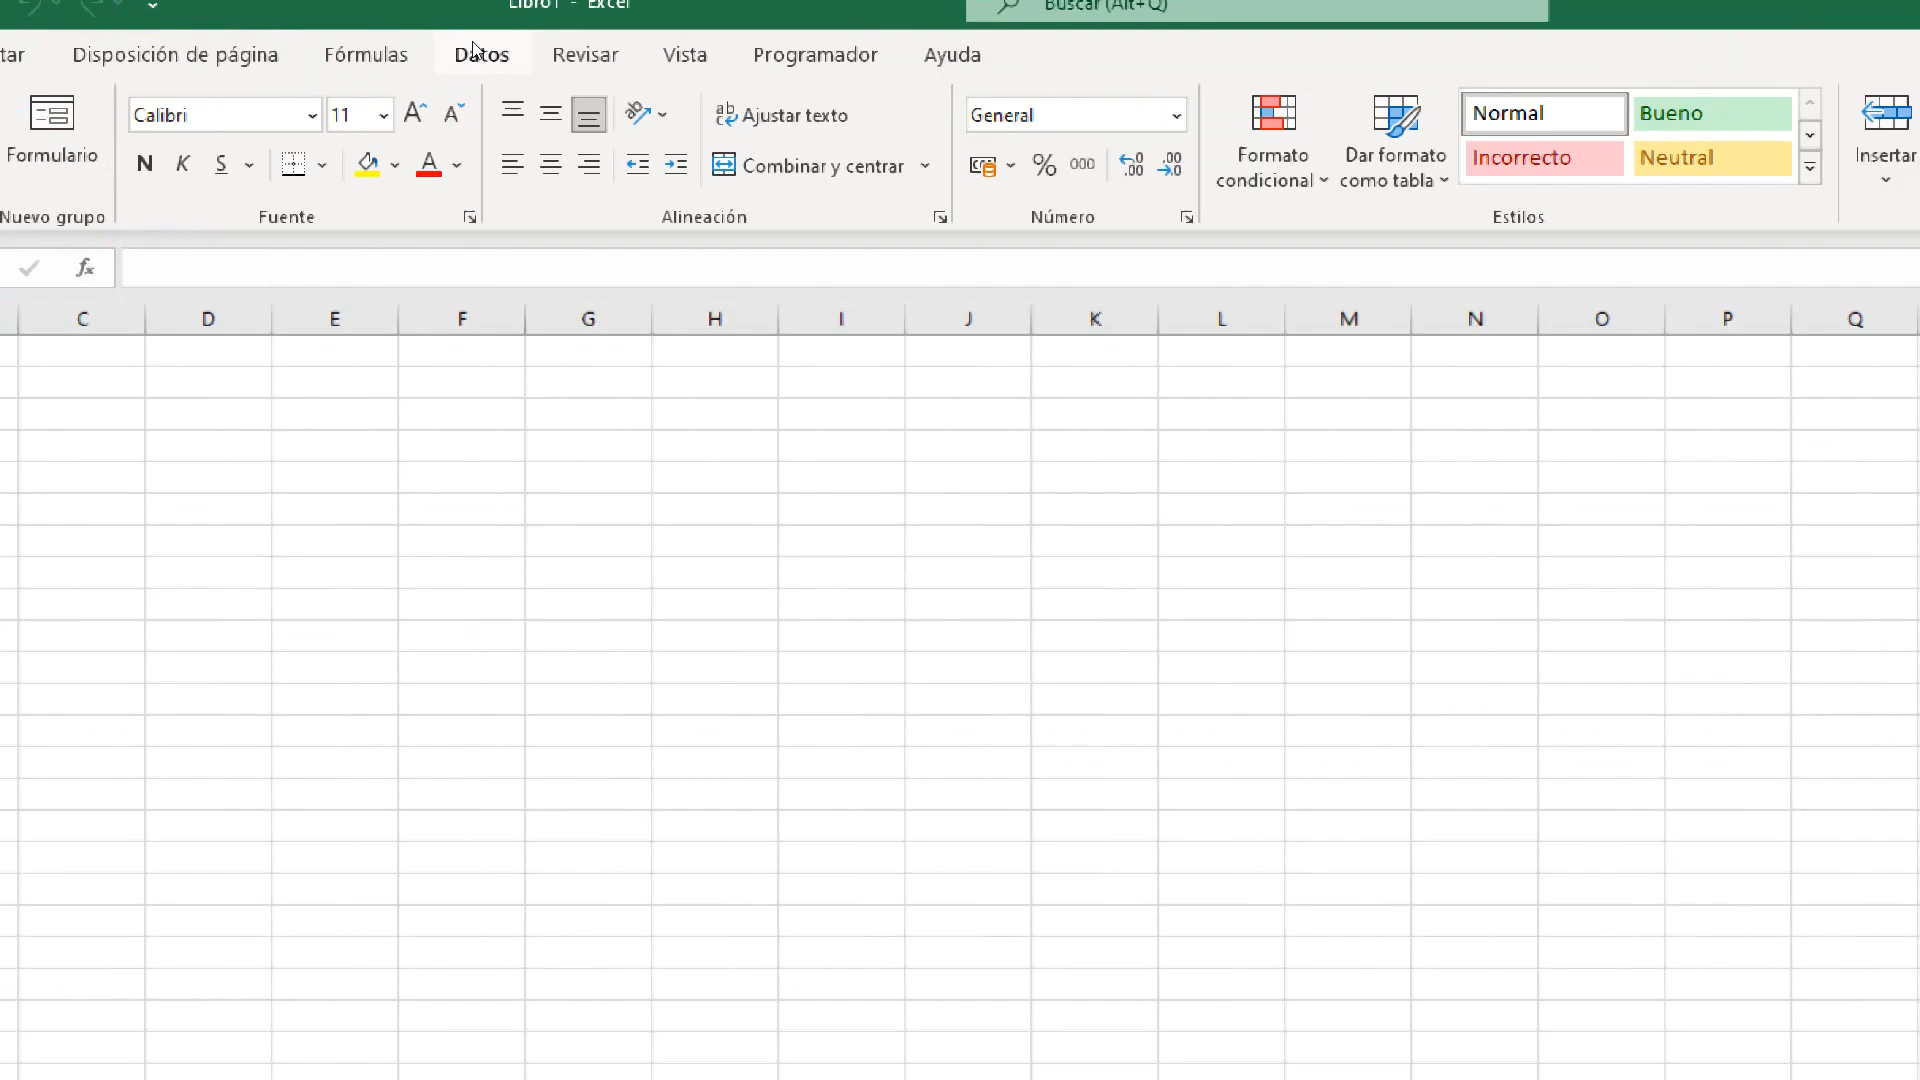 Libro1 - Excel
Buscar (Alt+Q)
tar Disposición de página Fórmulas Datos Revisar Vista Programador Ayuda
Formulario
Nuevo grupo
Calibri 11
N K S
Fuente
Ajustar texto
Combinar y centrar
Alineación
General
% 000
Número
Formato
condicional
Dar formato
como tabla
Normal Bueno
Incorrecto Neutral
Estilos
Insertar
fx
C D E F G H I J K L M N O P Q